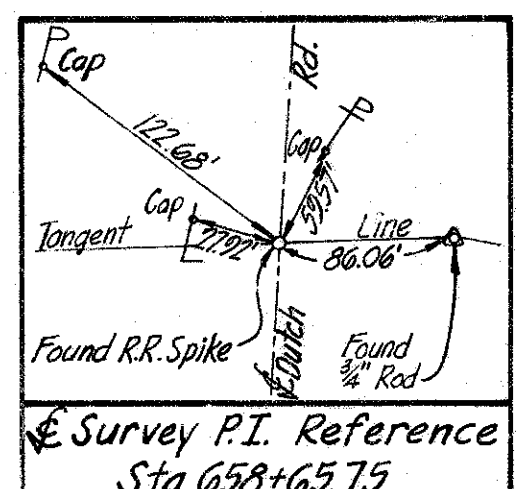 Cap
Rd.
122.68'
Cap
59.57'
Cap
Tangent
27.92'
Line
86.06'
Found R.R. Spike
℄ Dutch
Found
3/4" Rod
℄ Survey P.I. Reference
Sta 658+65.75